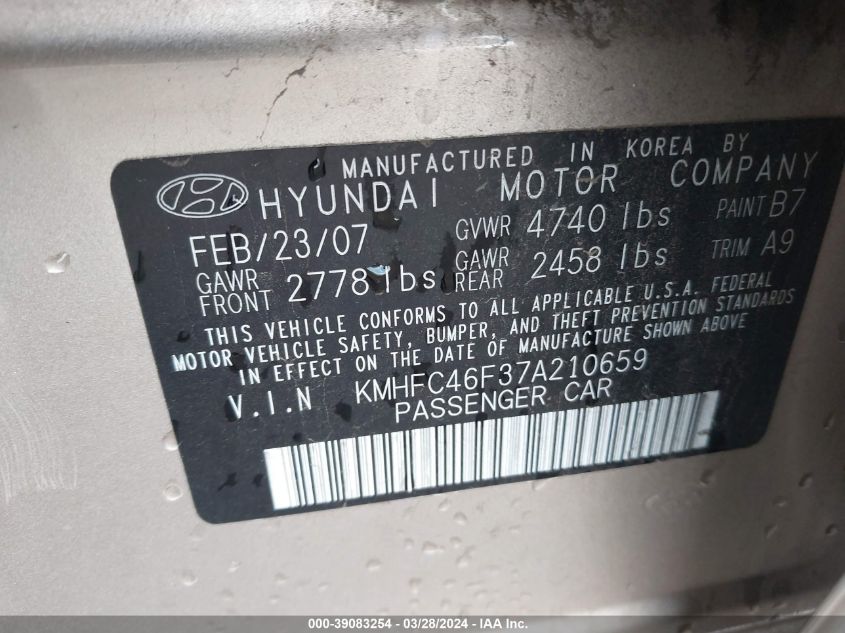 MANUFACTURED IN KOREA BY
HYUNDAI MOTOR COMPANY
FEB/23/07 GVWR 4740 lbs PAINT B7
GAWR FRONT 2778 lbs GAWR REAR 2458 lbs TRIM A9
THIS VEHICLE CONFORMS TO ALL APPLICABLE U.S.A. FEDERAL
MOTOR VEHICLE SAFETY, BUMPER, AND THEFT PREVENTION STANDARDS
IN EFFECT ON THE DATE OF MANUFACTURE SHOWN ABOVE
V.I.N KMHFC46F37A210659
PASSENGER CAR
000-39083254 - 03/28/2024 - IAA Inc.